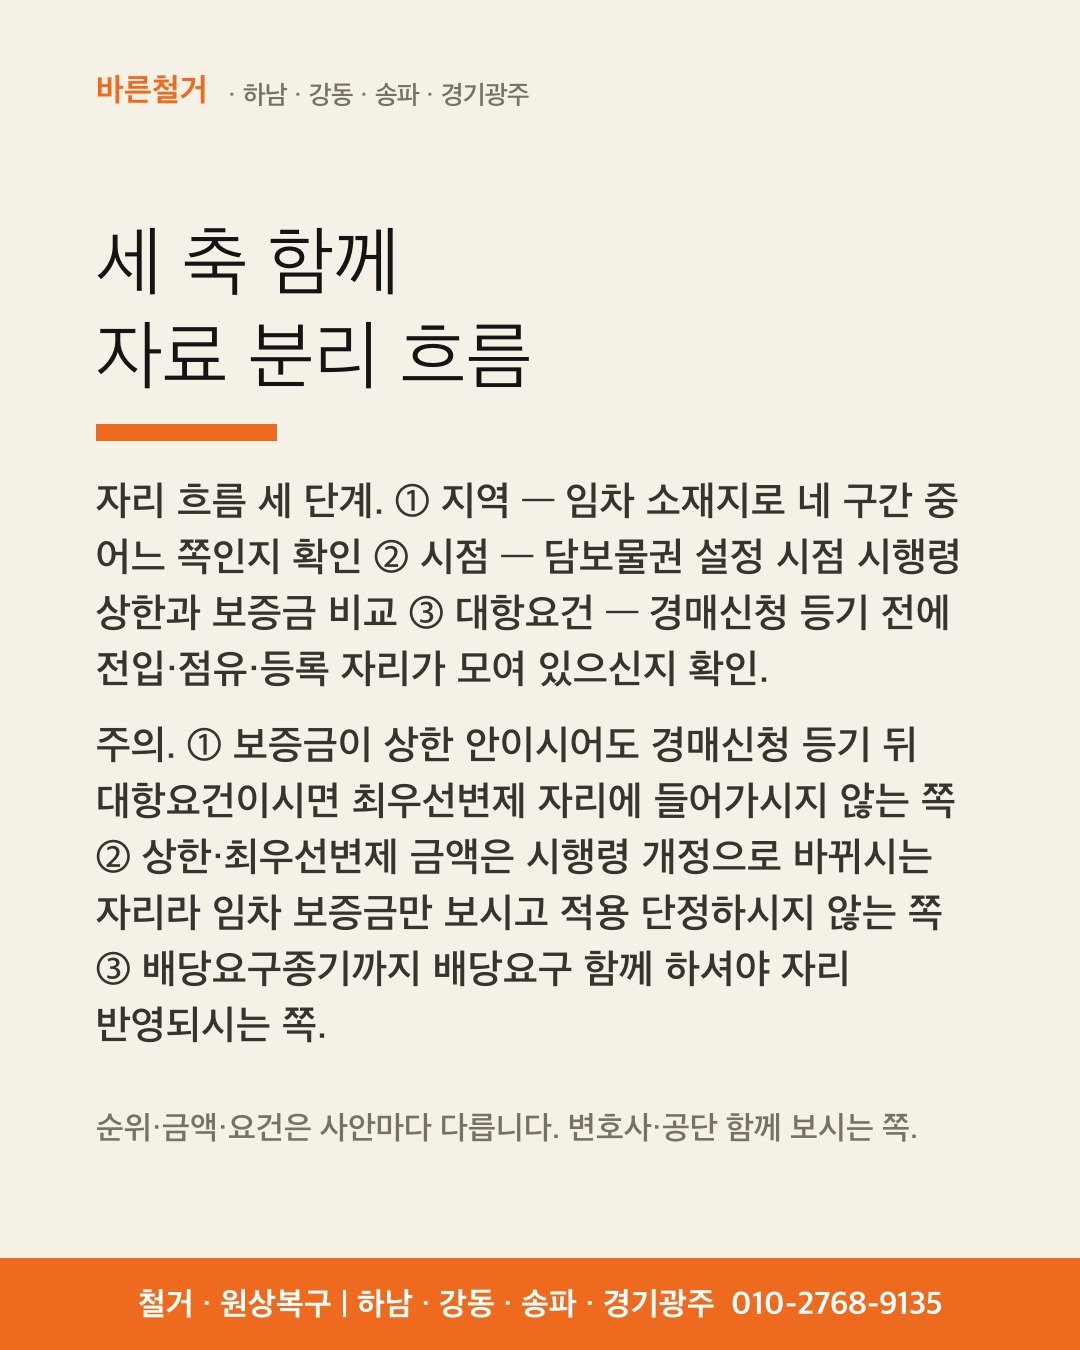 바른철거 · 하남 · 강동 · 송파 · 경기광주
세 축 함께
자료 분리 흐름
자리 흐름 세 단계. ① 지역 — 임차 소재지로 네 구간 중
어느 쪽인지 확인 ② 시점 — 담보물권 설정 시점 시행령
상한과 보증금 비교 ③ 대항요건 — 경매신청 등기 전에
전입·점유·등록 자리가 모여 있으신지 확인.
주의. ① 보증금이 상한 안이시어도 경매신청 등기 뒤
대항요건이시면 최우선변제 자리에 들어가시지 않는 쪽
② 상한·최우선변제 금액은 시행령 개정으로 바뀌시는
자리라 임차 보증금만 보시고 적용 단정하시지 않는 쪽
③ 배당요구종기까지 배당요구 함께 하셔야 자리
반영되시는 쪽.
순위·금액·요건은 사안마다 다릅니다. 변호사·공단 함께 보시는 쪽.
철거 · 원상복구 | 하남 · 강동 · 송파 · 경기광주 010-2768-9135